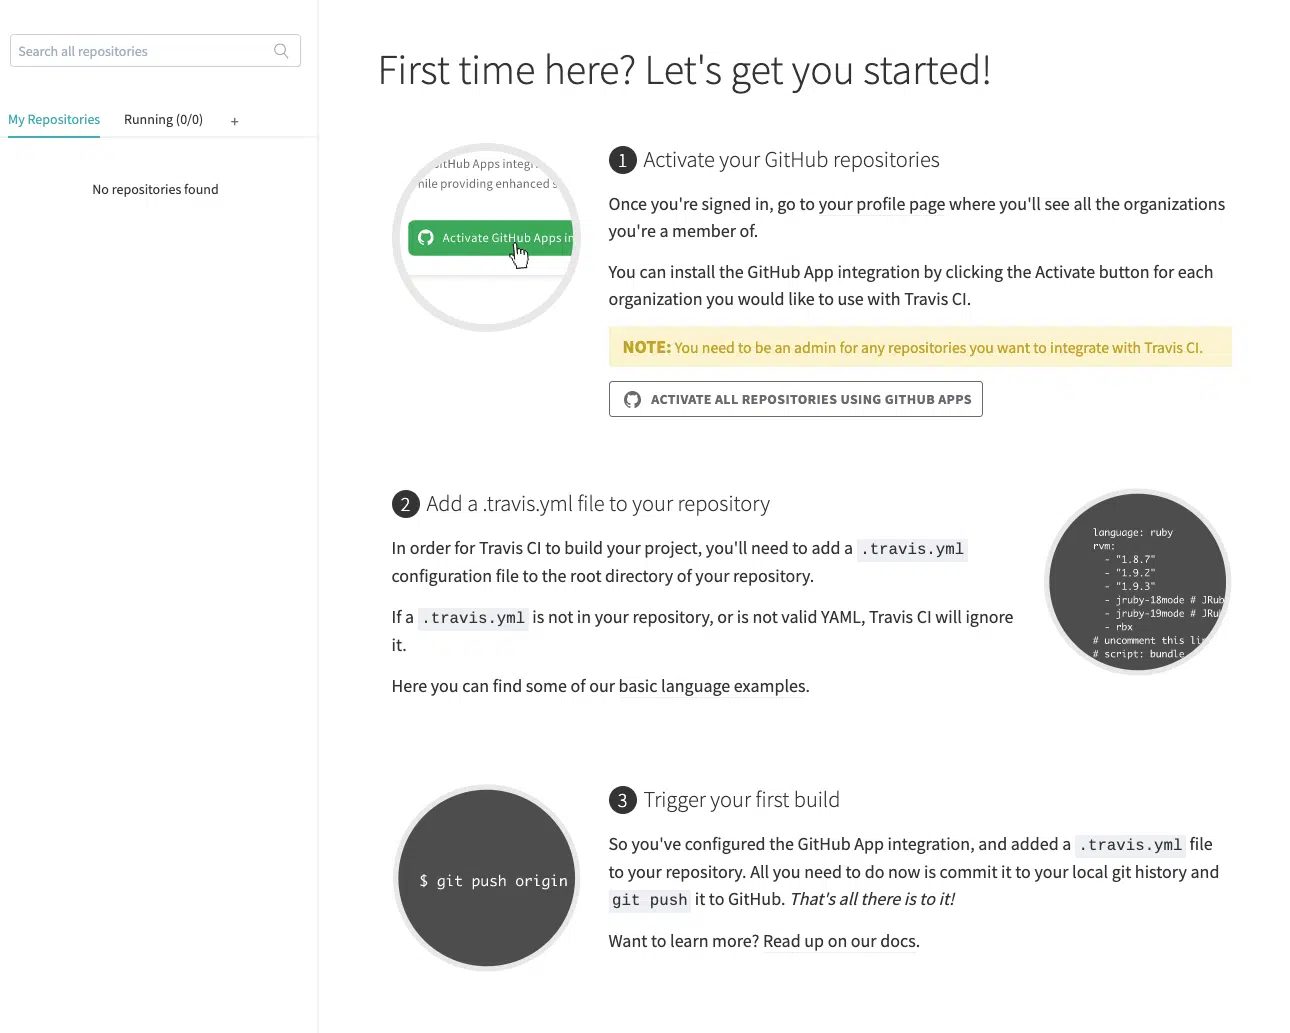 Search all repositories
My Repositories
Running (0/0)
+
No repositories found
First time here? Let's get you started!
GitHub Apps integr
hile providing enhanced s
Activate GitHub Apps in
1 Activate your GitHub repositories
Once you're signed in, go to your profile page where you'll see all the organizations
you're a member of.
You can install the GitHub App integration by clicking the Activate button for each
organization you would like to use with Travis CI.
NOTE: You need to be an admin for any repositories you want to integrate with Travis CI.
ACTIVATE ALL REPOSITORIES USING GITHUB APPS
2 Add a .travis.yml file to your repository
In order for Travis CI to build your project, you'll need to add a .travis.yml
configuration file to the root directory of your repository.
If a .travis.yml is not in your repository, or is not valid YAML, Travis CI will ignore
it.
Here you can find some of our basic language examples.
language: ruby
rvm:
- "1.8.7"
- "1.9.2"
- "1.9.3"
- jruby-18mode # JRub
- jruby-19mode # JRu
- rbx
# uncomment this lin
# script: bundle
$ git push origin
3 Trigger your first build
So you've configured the GitHub App integration, and added a .travis.yml file
to your repository. All you need to do now is commit it to your local git history and
git push it to GitHub. That's all there is to it!
Want to learn more? Read up on our docs.